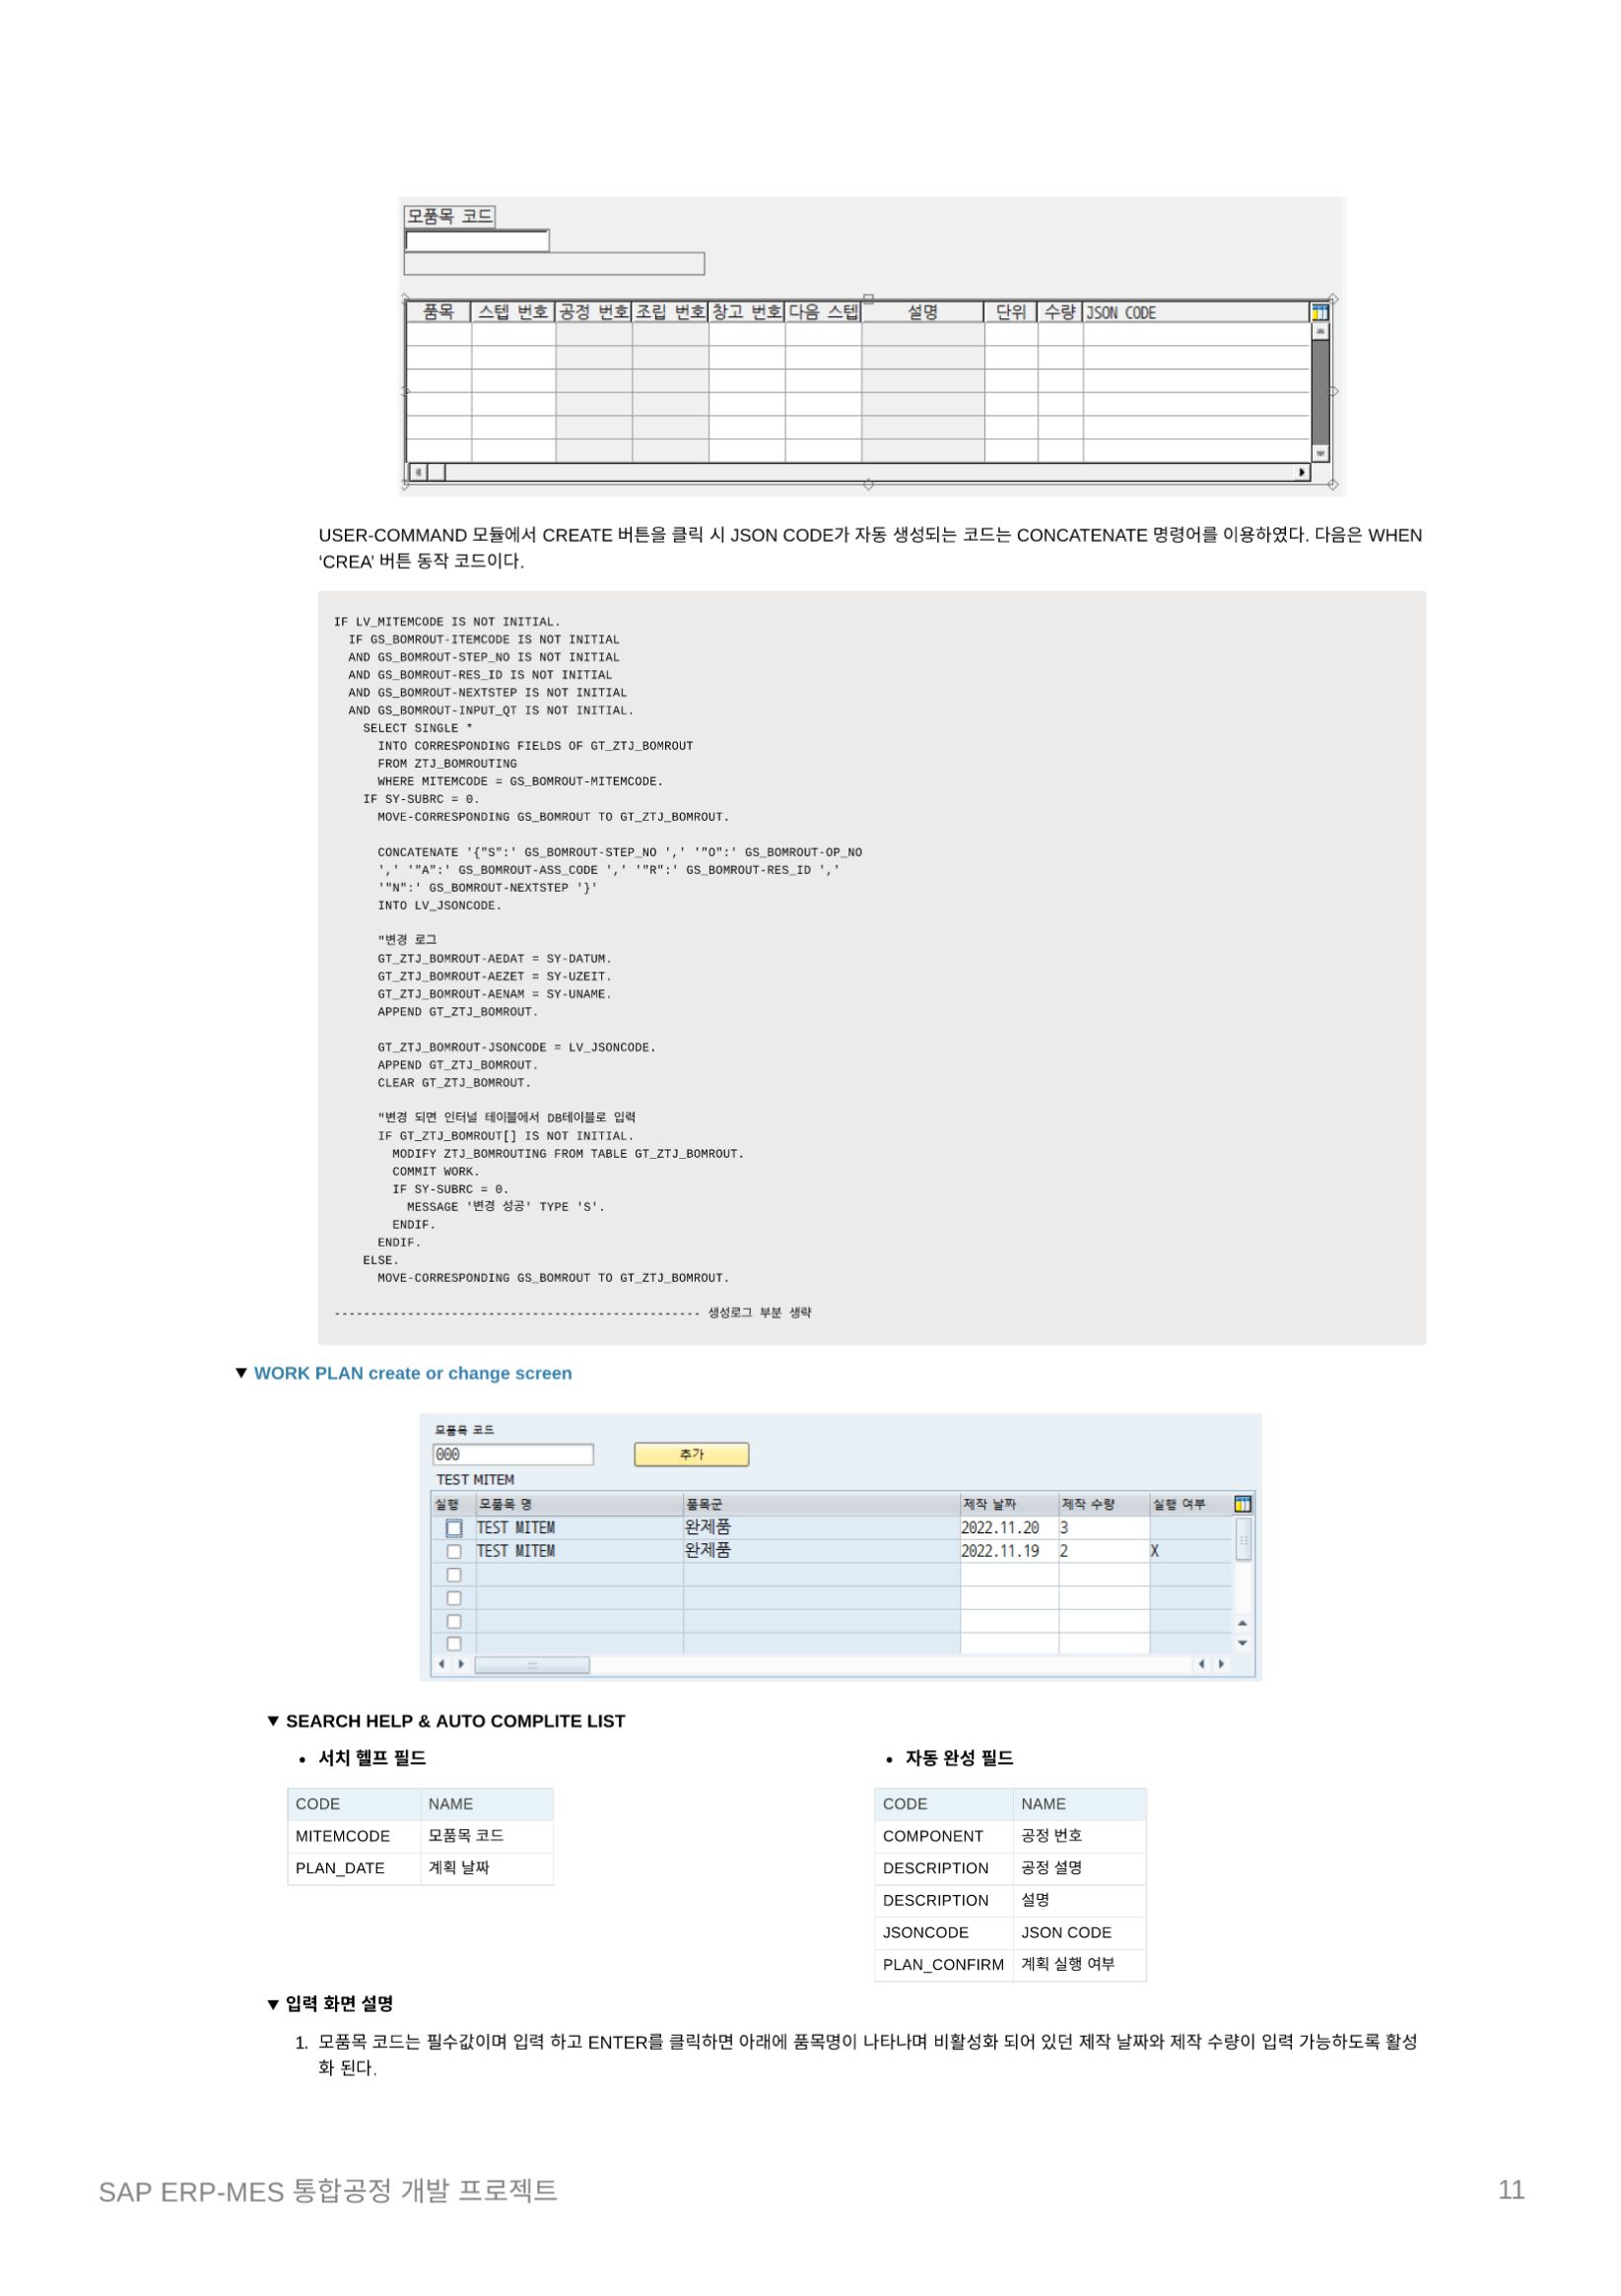 모품목 코드
품목 스텝 번호 공정 번호 조립 번호 창고 번호 다음 스텝 설명 단위 수량 JSON CODE
USER-COMMAND 모듈에서 CREATE 버튼을 클릭 시 JSON CODE가 자동 생성되는 코드는 CONCATENATE 명령어를 이용하였다. 다음은 WHEN
‘CREA’ 버튼 동작 코드이다.
IF LV_MITEMCODE IS NOT INITIAL.
IF GS_BOMROUT-ITEMCODE IS NOT INITIAL
AND GS_BOMROUT-STEP_NO IS NOT INITIAL
AND GS_BOMROUT-RES_ID IS NOT INITIAL
AND GS_BOMROUT-NEXTSTEP IS NOT INITIAL
AND GS_BOMROUT-INPUT_QT IS NOT INITIAL.
SELECT SINGLE *
INTO CORRESPONDING FIELDS OF GT_ZTJ_BOMROUT
FROM ZTJ_BOMROUTING
WHERE MITEMCODE = GS_BOMROUT-MITEMCODE.
IF SY-SUBRC = 0.
MOVE-CORRESPONDING GS_BOMROUT TO GT_ZTJ_BOMROUT.
CONCATENATE '{"S":' GS_BOMROUT-STEP_NO ',' '"O":' GS_BOMROUT-OP_NO
',' '"A":' GS_BOMROUT-ASS_CODE ',' '"R":' GS_BOMROUT-RES_ID ','
'"N":' GS_BOMROUT-NEXTSTEP '}'
INTO LV_JSONCODE.
"변경 로그
GT_ZTJ_BOMROUT-AEDAT = SY-DATUM.
GT_ZTJ_BOMROUT-AEZET = SY-UZEIT.
GT_ZTJ_BOMROUT-AENAM = SY-UNAME.
APPEND GT_ZTJ_BOMROUT.
GT_ZTJ_BOMROUT-JSONCODE = LV_JSONCODE.
APPEND GT_ZTJ_BOMROUT.
CLEAR GT_ZTJ_BOMROUT.
"변경 되면 인터널 테이블에서 DB테이블로 입력
IF GT_ZTJ_BOMROUT[] IS NOT INITIAL.
MODIFY ZTJ_BOMROUTING FROM TABLE GT_ZTJ_BOMROUT.
COMMIT WORK.
IF SY-SUBRC = 0.
MESSAGE '변경 성공' TYPE 'S'.
ENDIF.
ENDIF.
ELSE.
MOVE-CORRESPONDING GS_BOMROUT TO GT_ZTJ_BOMROUT.
-------------------------------------------------- 생성로그 부분 생략
WORK PLAN create or change screen
모품목 코드
000 추가
TEST MITEM
실행 모품목 명 품목군 제작 날짜 제작 수량 실행 여부
TEST MITEM 완제품 2022.11.20 3
TEST MITEM 완제품 2022.11.19 2 X
SEARCH HELP & AUTO COMPLITE LIST
• 서치 헬프 필드
CODE NAME
MITEMCODE 모품목 코드
PLAN_DATE 계획 날짜
• 자동 완성 필드
CODE NAME
COMPONENT 공정 번호
DESCRIPTION 공정 설명
DESCRIPTION 설명
JSONCODE JSON CODE
PLAN_CONFIRM 계획 실행 여부
입력 화면 설명
1. 모품목 코드는 필수값이며 입력 하고 ENTER를 클릭하면 아래에 품목명이 나타나며 비활성화 되어 있던 제작 날짜와 제작 수량이 입력 가능하도록 활성
화 된다.
SAP ERP-MES 통합공정 개발 프로젝트 11